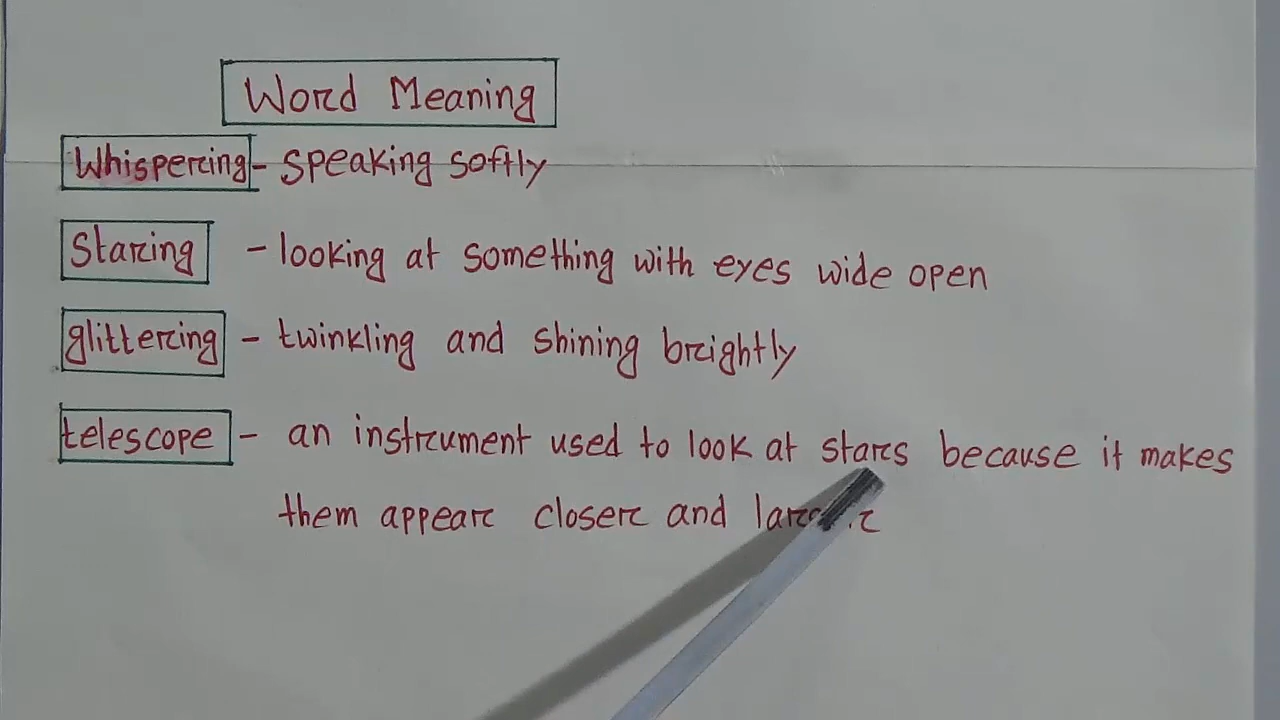 Word Meaning
Whispering - speaking softly
Staring - looking at something with eyes wide open
glittering - twinkling and shining brightly
telescope - an instrument used to look at stars because it makes
them appear closer and